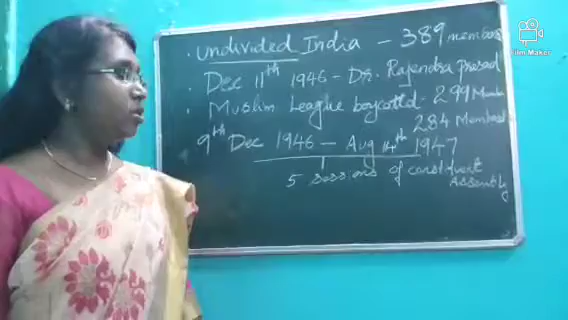 Film Maker
. undivided India - 389 members
. Dec 11th 1946 - Dr. Rajendra Prasad
. Muslim League boycotted - 299 Members
284 Members
9th Dec 1946 - Aug 14th 1947
5 sessions of constituent
Assembly